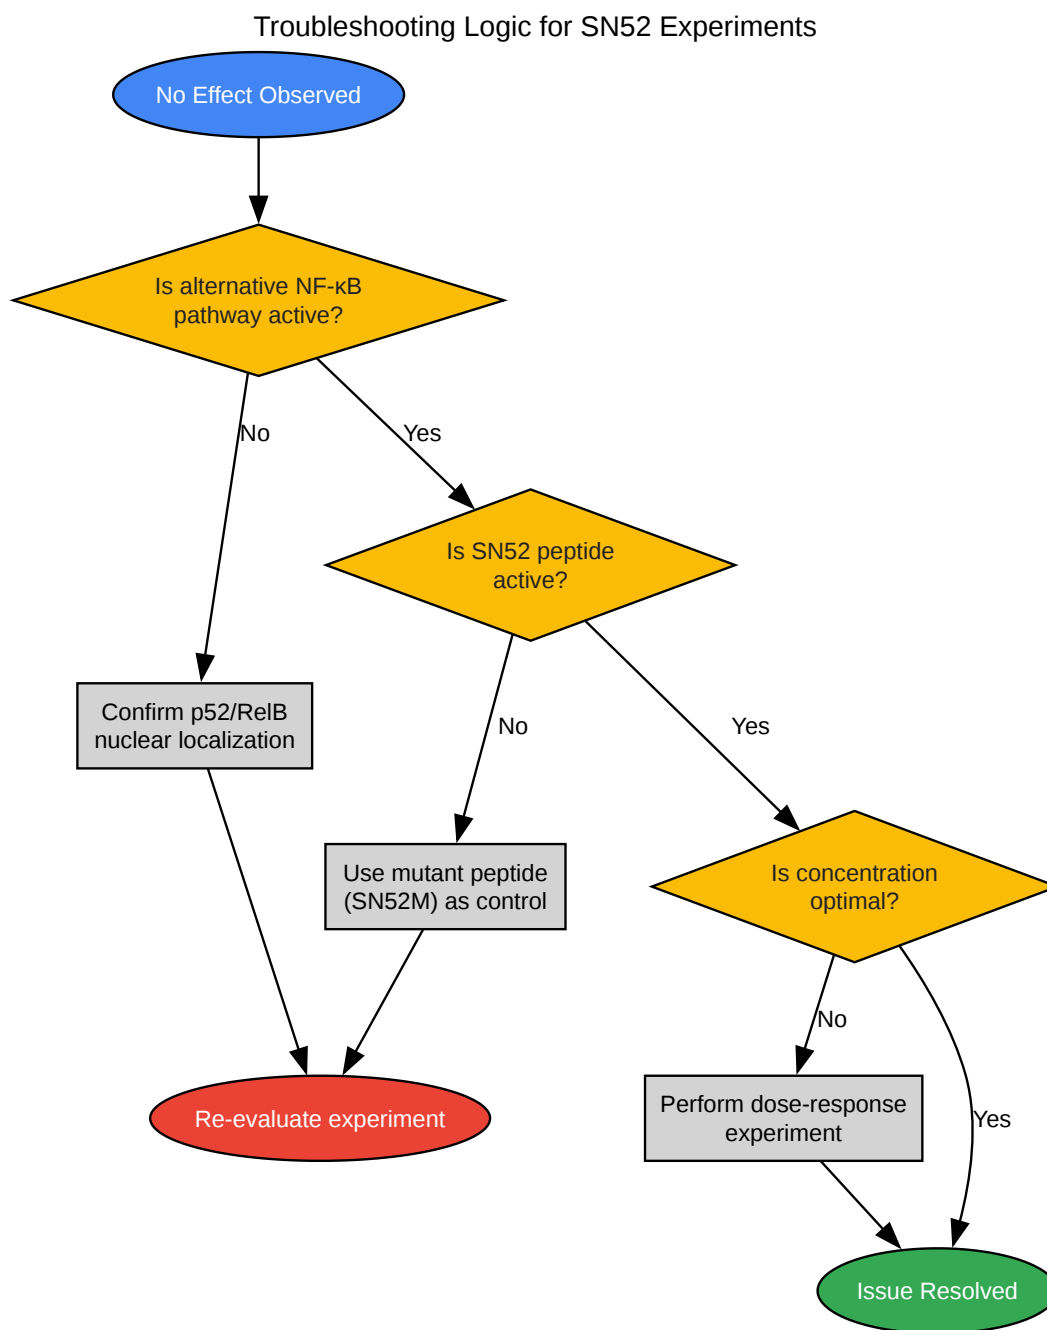 Troubleshooting Logic for SN52 Experiments
No Effect Observed
Is alternative NF-κB
pathway active?
No
Yes
Is SN52 peptide
active?
Confirm p52/RelB
nuclear localization
No
Yes
Use mutant peptide
(SN52M) as control
Is concentration
optimal?
No
Re-evaluate experiment
Perform dose-response
experiment
Yes
Issue Resolved